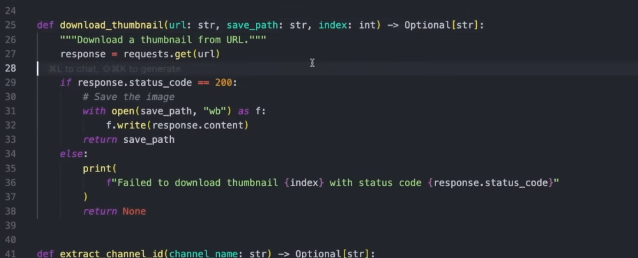 24
25 def download_thumbnail(url: str, save_path: str, index: int) -> Optional[str]:
26     """Download a thumbnail from URL."""
27     response = requests.get(url)
28 ⌘L to chat, ⇧⌘K to generate
29     if response.status_code == 200:
30         # Save the image
31         with open(save_path, "wb") as f:
32             f.write(response.content)
33         return save_path
34     else:
35         print(
36             f"Failed to download thumbnail {index} with status code {response.status_code}"
37         )
38         return None
39
40
41 def extract_channel_id(channel_name: str) -> Optional[str]: